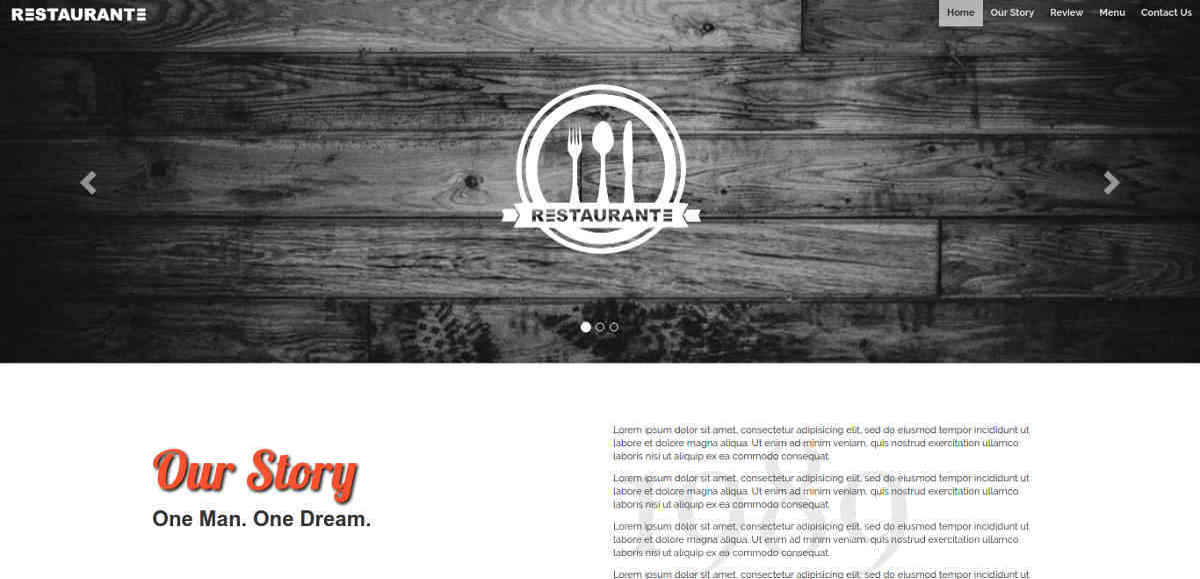 RESTAURANTE
Home Our Story Review Menu Contact Us
RESTAURANTE
Our Story
One Man. One Dream.
1989
Lorem ipsum dolor sit amet, consectetur adipisicing elit, sed do eiusmod tempor incididunt ut
labore et dolore magna aliqua. Ut enim ad minim veniam, quis nostrud exercitation ullamco
laboris nisi ut aliquip ex ea commodo consequat.
Lorem ipsum dolor sit amet, consectetur adipisicing elit, sed do eiusmod tempor incididunt ut
labore et dolore magna aliqua. Ut enim ad minim veniam, quis nostrud exercitation ullamco
laboris nisi ut aliquip ex ea commodo consequat.
Lorem ipsum dolor sit amet, consectetur adipisicing elit, sed do eiusmod tempor incididunt ut
labore et dolore magna aliqua. Ut enim ad minim veniam, quis nostrud exercitation ullamco
laboris nisi ut aliquip ex ea commodo consequat.
Lorem ipsum dolor sit amet, consectetur adipisicing elit, sed do eiusmod tempor incididunt ut